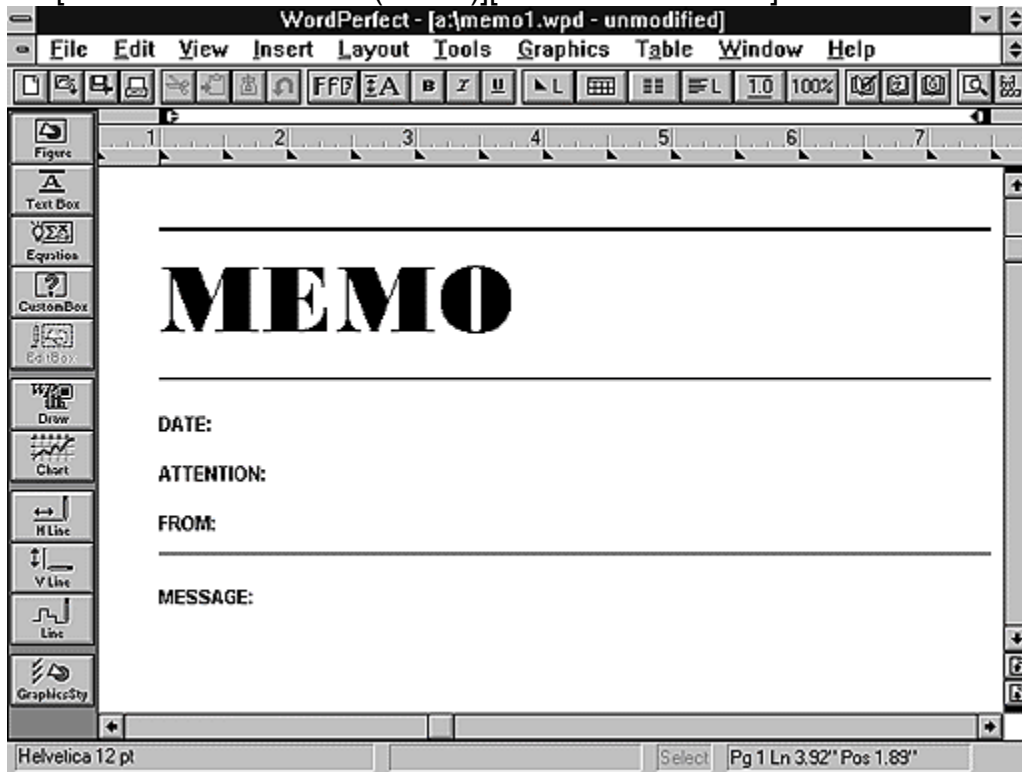 WordPerfect - [a:\memo1.wpd - unmodified]
File Edit View Insert Layout Tools Graphics Table Window Help
B I U L L 1.0 100%
Figure
1 2 3 4 5 6 7
Text Box
Equation
CustomBox
EditBox
MEMO
Draw
DATE:
Chart
ATTENTION:
H Line
FROM:
V Line
MESSAGE:
Line
GraphicsSty
Helvetica 12 pt Select Pg 1 Ln 3.92" Pos 1.89"